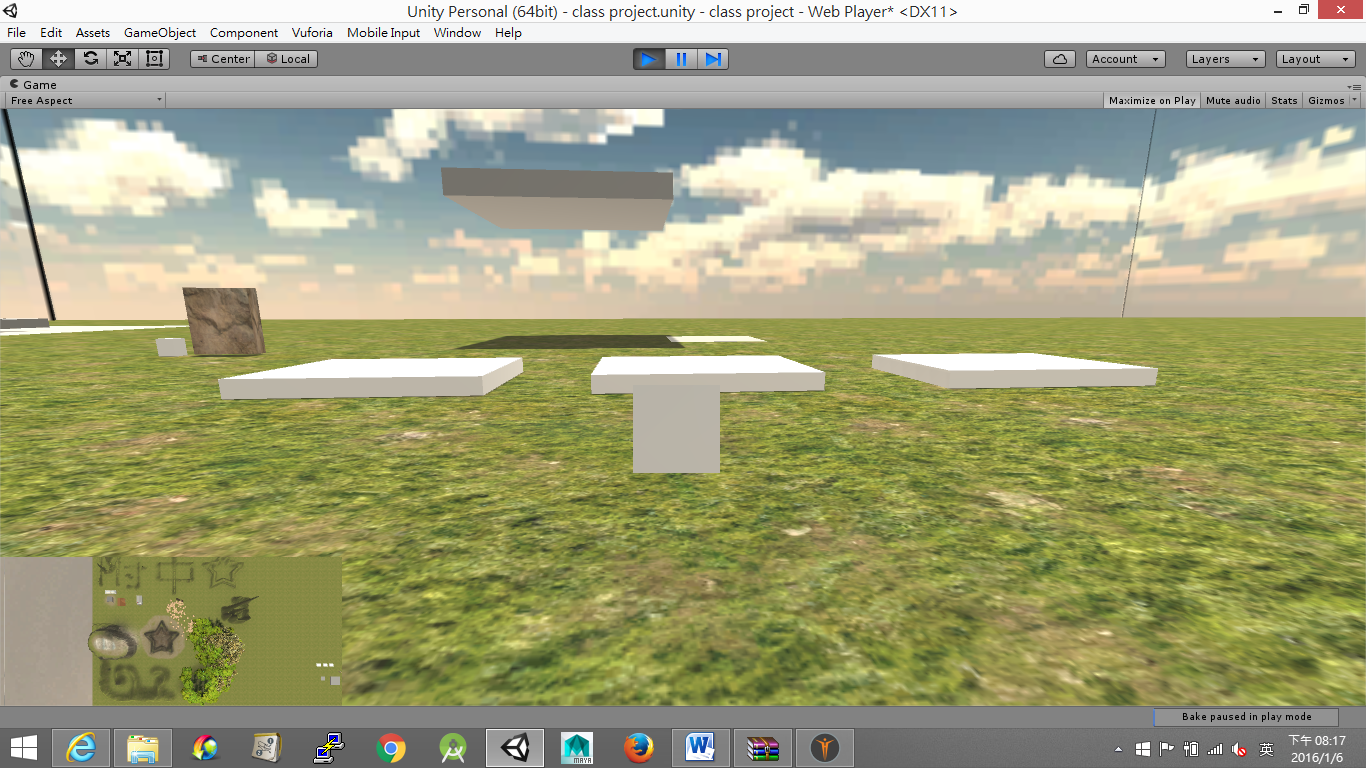 Unity Personal (64bit) - class project.unity - class project - Web Player* <DX11>
File Edit Assets GameObject Component Vuforia Mobile Input Window Help
Center Local Account Layers Layout
Game
Free Aspect Maximize on Play Mute audio Stats Gizmos
Bake paused in play mode
MAYA
英
下午 08:17
2016/1/6